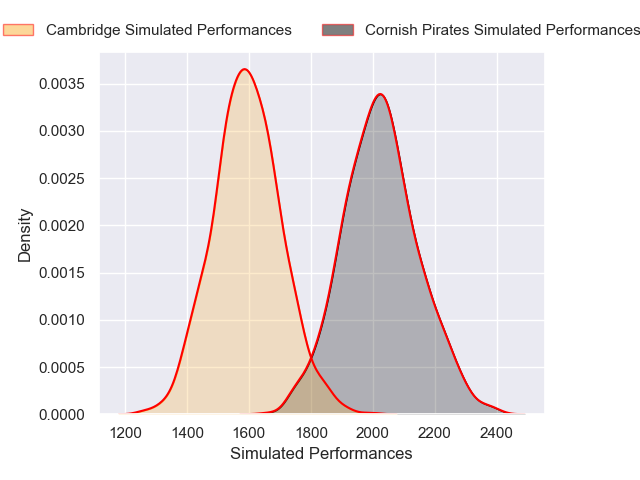 Cambridge Simulated Performances
Cornish Pirates Simulated Performances
0.0035
0.0030
0.0025
0.0020
0.0015
0.0010
0.0005
0.0000
Density
1200 1400 1600 1800 2000 2200 2400
Simulated Performances